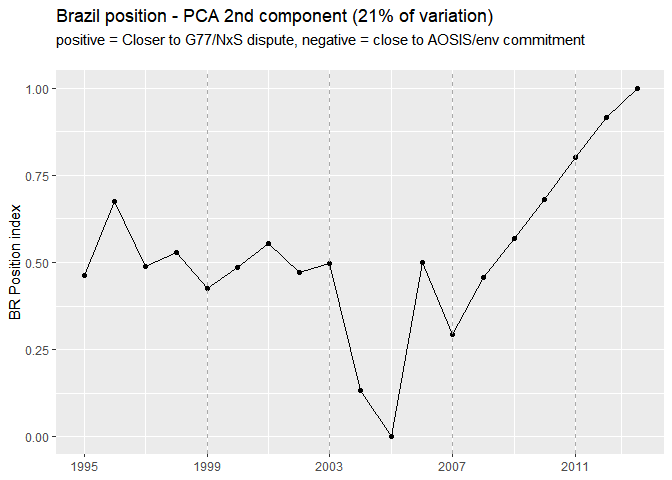 Brazil position - PCA 2nd component (21% of variation)
positive = Closer to G77/NxS dispute, negative = close to AOSIS/env commitment
1.00
0.75
0.50
0.25
0.00
BR Position index
1995 1999 2003 2007 2011